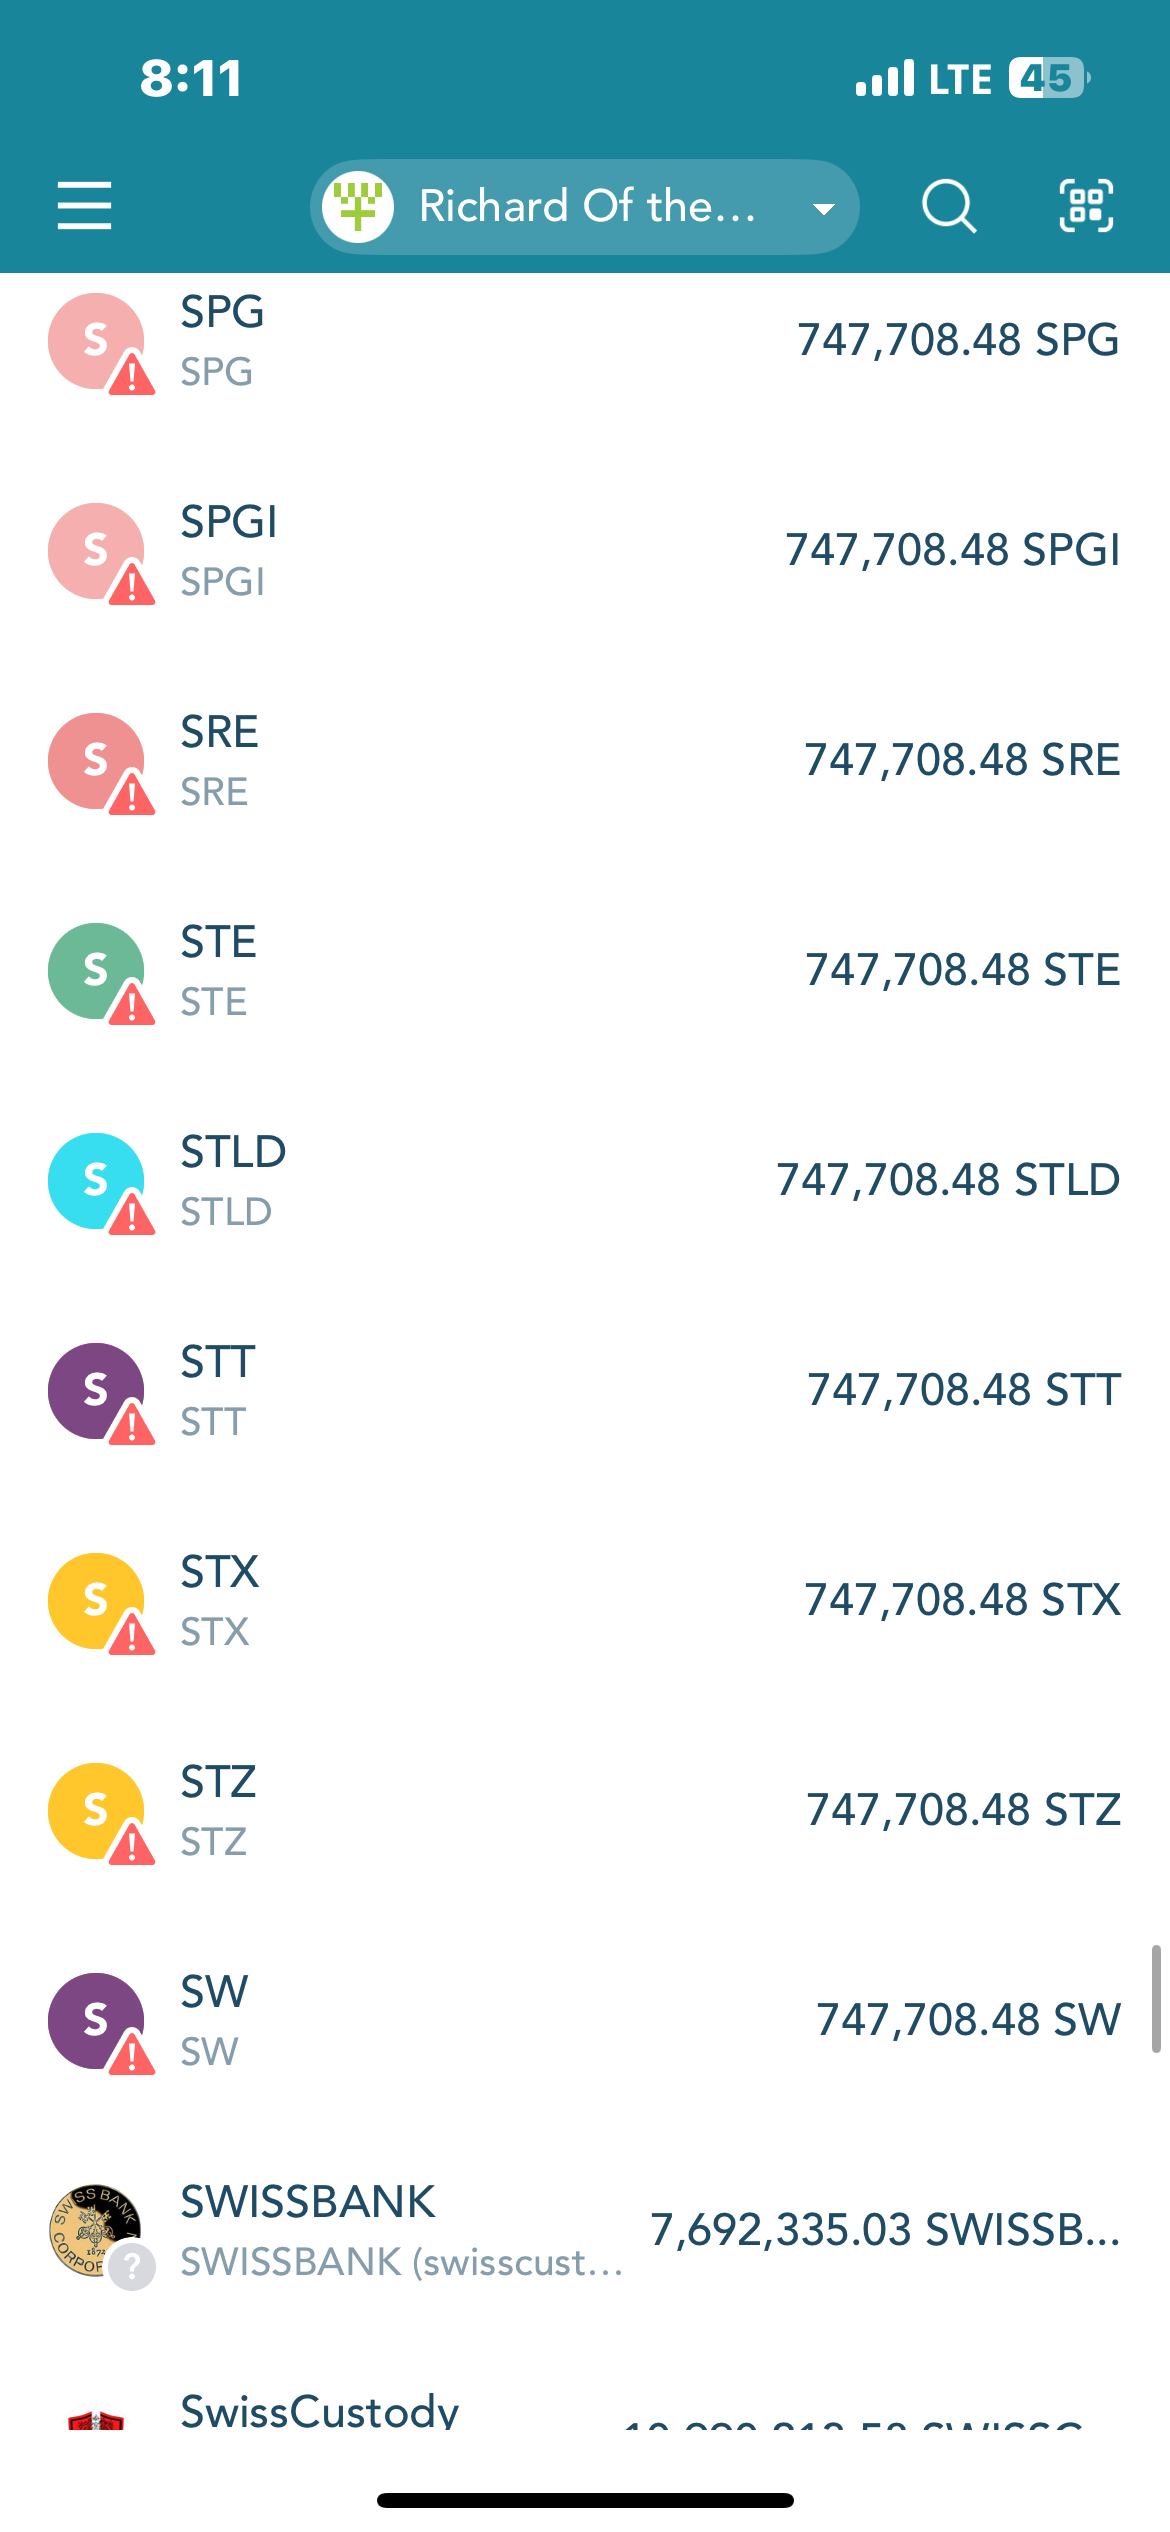 8:11
LTE 45
Richard Of the...
S SPG
SPG
747,708.48 SPG
S SPGI
SPGI
747,708.48 SPGI
S SRE
SRE
747,708.48 SRE
S STE
STE
747,708.48 STE
S STLD
STLD
747,708.48 STLD
S STT
STT
747,708.48 STT
S STX
STX
747,708.48 STX
S STZ
STZ
747,708.48 STZ
S SW
SW
747,708.48 SW
SWISS BANK
1872
SWISSBANK
SWISSBANK (swisscust...
7,692,335.03 SWISSB...
?
SwissCustody